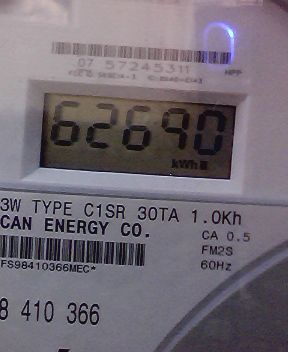 07 57245311
62690
kWh
3W TYPE C1SR 30TA 1.0Kh
CAN ENERGY CO.
CA 0.5
FM2S
*FS98410366MEC*
60Hz
8 410 366